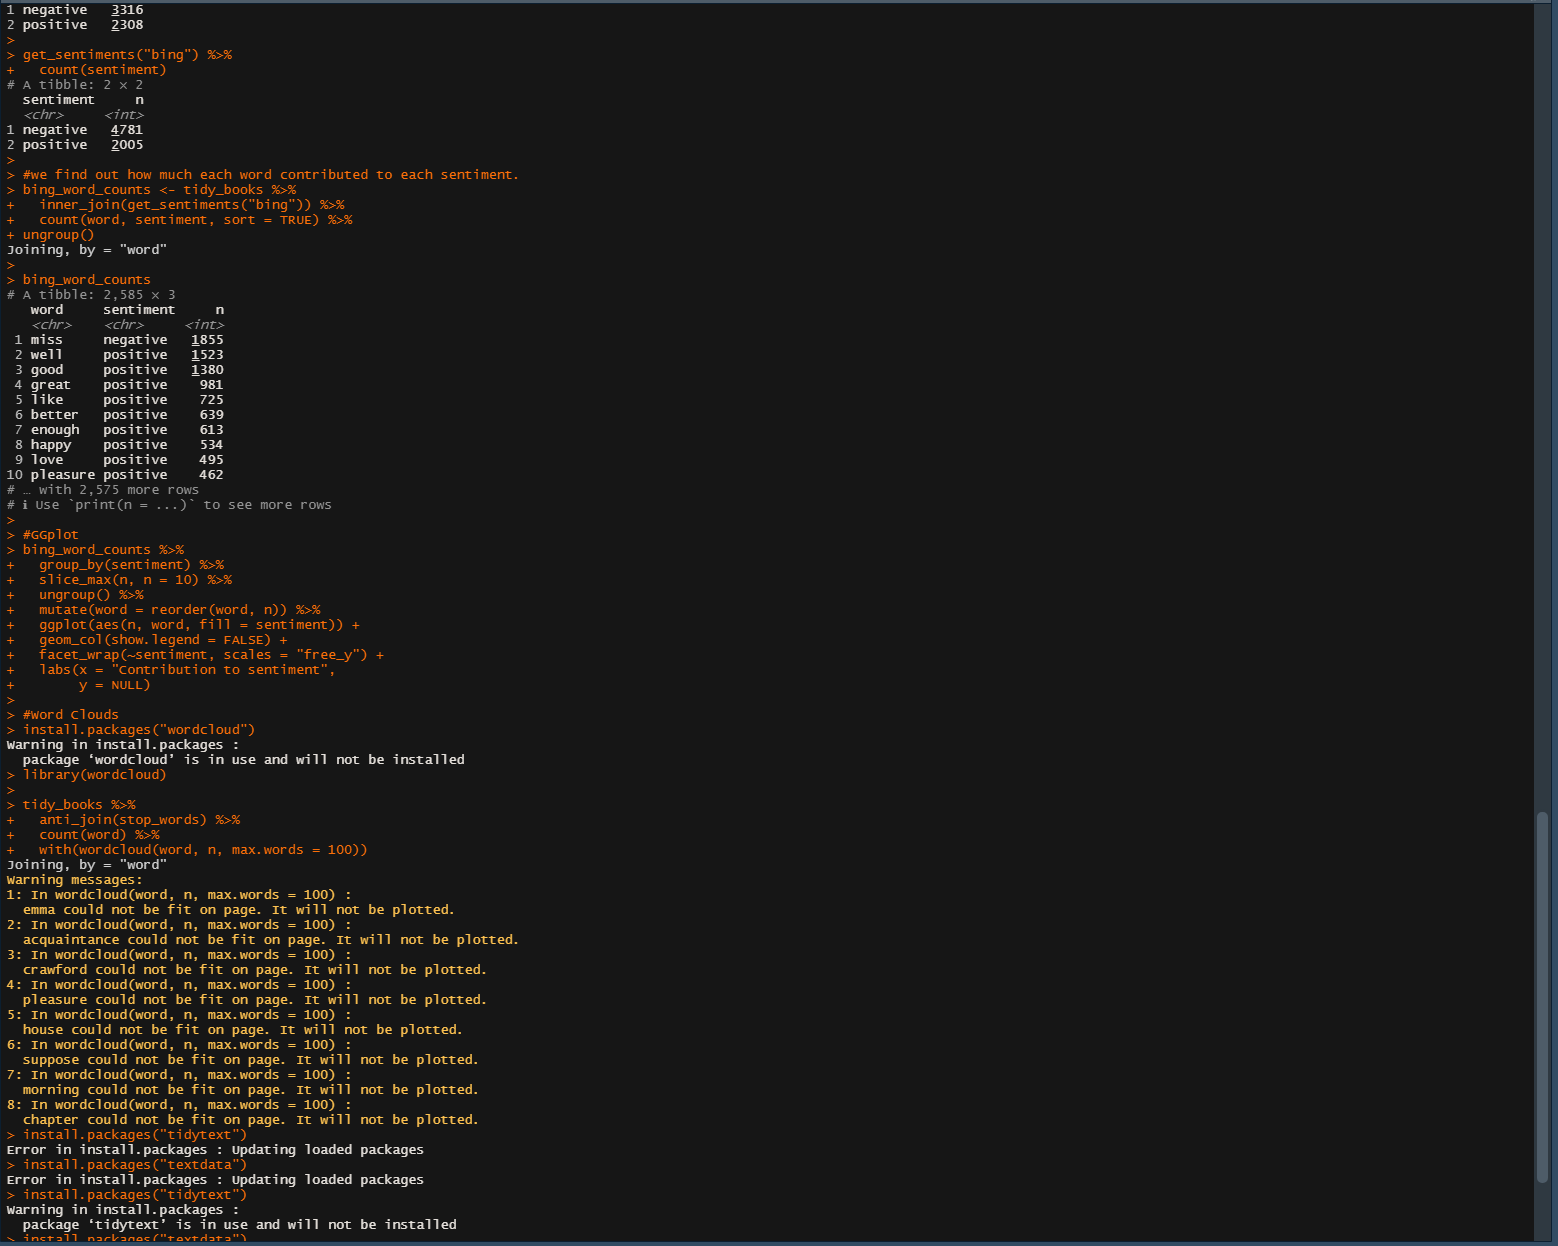 1 negative   3316
2 positive   2308
>
> get_sentiments("bing") %>%
+   count(sentiment)
# A tibble: 2 × 2
  sentiment     n
  <chr>     <int>
1 negative   4781
2 positive   2005
>
> #we find out how much each word contributed to each sentiment.
> bing_word_counts <- tidy_books %>%
+   inner_join(get_sentiments("bing")) %>%
+   count(word, sentiment, sort = TRUE) %>%
+ ungroup()
Joining, by = "word"
>
> bing_word_counts
# A tibble: 2,585 × 3
   word     sentiment     n
   <chr>    <chr>     <int>
 1 miss     negative   1855
 2 well     positive   1523
 3 good     positive   1380
 4 great    positive    981
 5 like     positive    725
 6 better   positive    639
 7 enough   positive    613
 8 happy    positive    534
 9 love     positive    495
10 pleasure positive    462
# … with 2,575 more rows
# ℹ Use `print(n = ...)` to see more rows
>
> #GGplot
> bing_word_counts %>%
+   group_by(sentiment) %>%
+   slice_max(n, n = 10) %>%
+   ungroup() %>%
+   mutate(word = reorder(word, n)) %>%
+   ggplot(aes(n, word, fill = sentiment)) +
+   geom_col(show.legend = FALSE) +
+   facet_wrap(~sentiment, scales = "free_y") +
+   labs(x = "Contribution to sentiment",
+        y = NULL)
>
> #Word Clouds
> install.packages("wordcloud")
Warning in install.packages :
  package ‘wordcloud’ is in use and will not be installed
> library(wordcloud)
>
> tidy_books %>%
+   anti_join(stop_words) %>%
+   count(word) %>%
+   with(wordcloud(word, n, max.words = 100))
Joining, by = "word"
Warning messages:
1: In wordcloud(word, n, max.words = 100) :
  emma could not be fit on page. It will not be plotted.
2: In wordcloud(word, n, max.words = 100) :
  acquaintance could not be fit on page. It will not be plotted.
3: In wordcloud(word, n, max.words = 100) :
  crawford could not be fit on page. It will not be plotted.
4: In wordcloud(word, n, max.words = 100) :
  pleasure could not be fit on page. It will not be plotted.
5: In wordcloud(word, n, max.words = 100) :
  house could not be fit on page. It will not be plotted.
6: In wordcloud(word, n, max.words = 100) :
  suppose could not be fit on page. It will not be plotted.
7: In wordcloud(word, n, max.words = 100) :
  morning could not be fit on page. It will not be plotted.
8: In wordcloud(word, n, max.words = 100) :
  chapter could not be fit on page. It will not be plotted.
> install.packages("tidytext")
Error in install.packages : Updating loaded packages
> install.packages("textdata")
Error in install.packages : Updating loaded packages
> install.packages("tidytext")
Warning in install.packages :
  package ‘tidytext’ is in use and will not be installed
> install.packages("textdata")